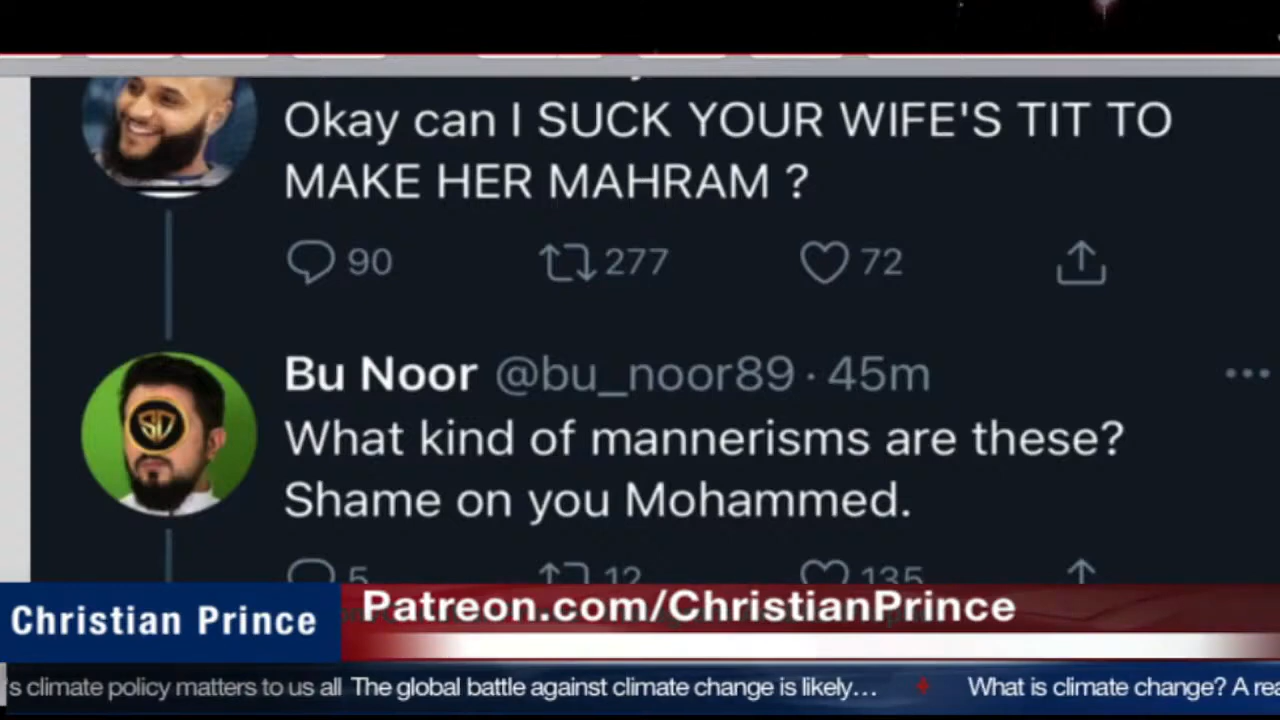 Okay can I SUCK YOUR WIFE'S TIT TO
MAKE HER MAHRAM ?
90 277 72
Bu Noor @bu_noor89 · 45m
What kind of mannerisms are these?
Shame on you Mohammed.
5 12 135
Christian Prince
Patreon.com/ChristianPrince
's climate policy matters to us all The global battle against climate change is likely… What is climate change? A rea